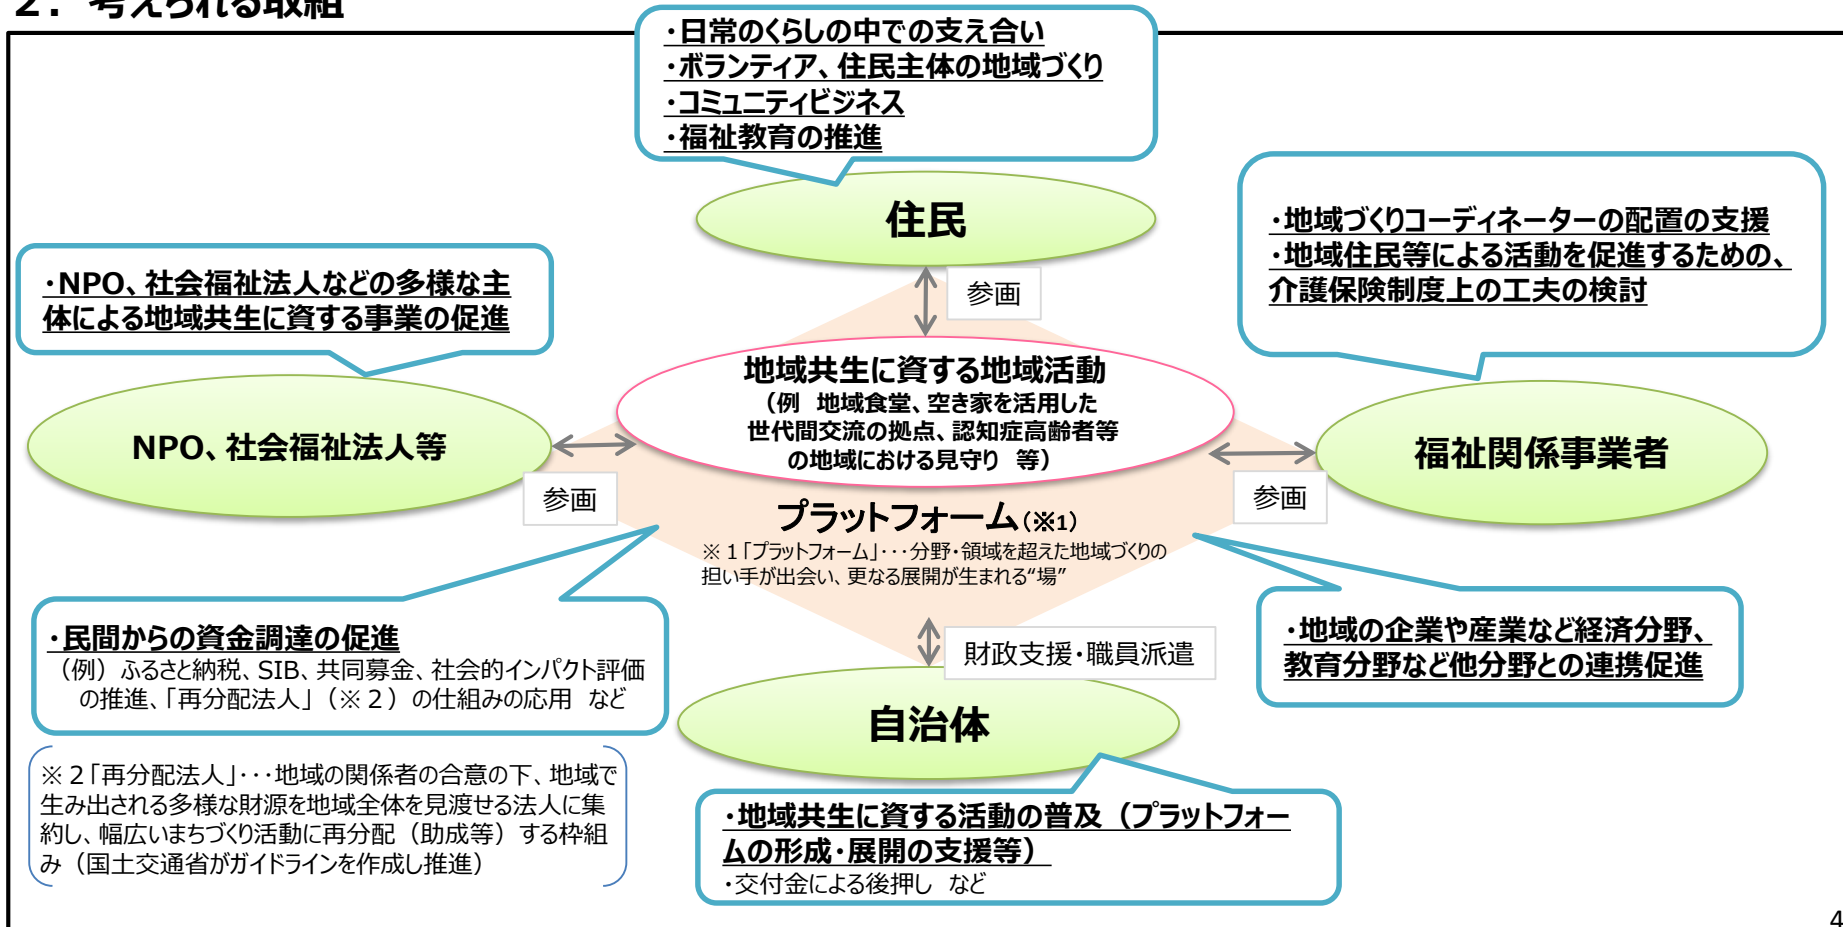 ２．考えられる取組
・日常のくらしの中での支え合い
・ボランティア、住民主体の地域づくり
・コミュニティビジネス
・福祉教育の推進
住民
・地域づくりコーディネーターの配置の支援
・地域住民等による活動を促進するための、
介護保険制度上の工夫の検討
・NPO、社会福祉法人などの多様な主
体による地域共生に資する事業の促進
参画
地域共生に資する地域活動
（例　地域食堂、空き家を活用した
世代間交流の拠点、認知症高齢者等
の地域における見守り　等）
NPO、社会福祉法人等
福祉関係事業者
参画
参画
プラットフォーム（※1）
※１「プラットフォーム」･･･分野・領域を超えた地域づくりの
担い手が出会い、更なる展開が生まれる“場”
・民間からの資金調達の促進
（例）ふるさと納税、SIB、共同募金、社会的インパクト評価
の推進、「再分配法人」（※２）の仕組みの応用　など
・地域の企業や産業など経済分野、
教育分野など他分野との連携促進
財政支援・職員派遣
自治体
※２「再分配法人」･･･地域の関係者の合意の下、地域で
生み出される多様な財源を地域全体を見渡せる法人に集
約し、幅広いまちづくり活動に再分配（助成等）する枠組
み（国土交通省がガイドラインを作成し推進）
・地域共生に資する活動の普及（プラットフォー
ムの形成・展開の支援等）
・交付金による後押し　など
4